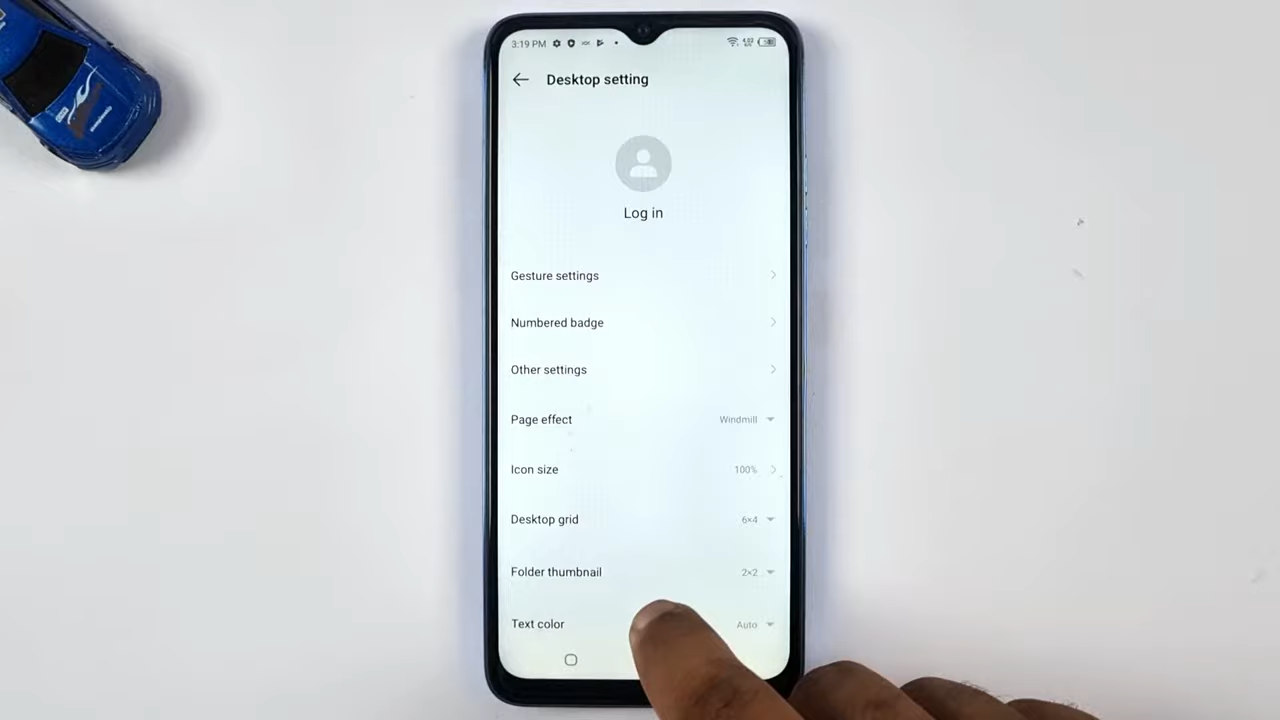 3:19 PM
Desktop setting
Log in
Gesture settings
Numbered badge
Other settings
Page effect Windmill
Icon size 100%
Desktop grid 6×4
Folder thumbnail 2×2
Text color Auto